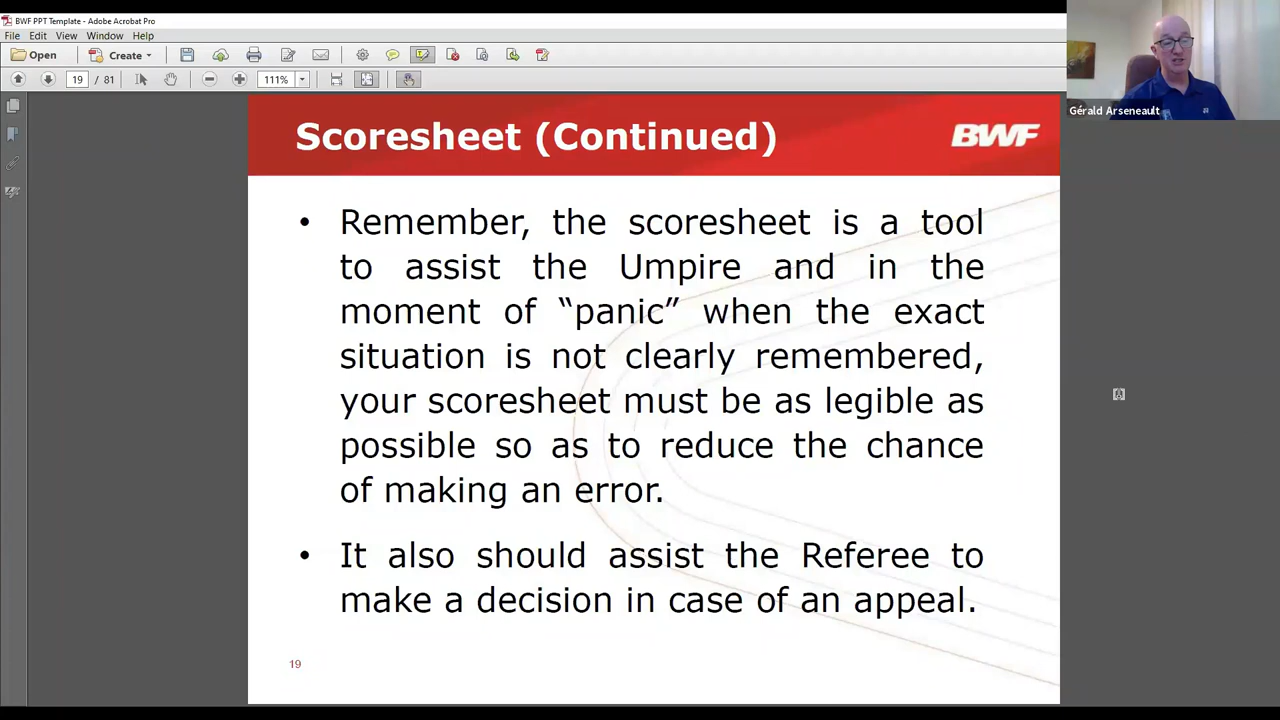 BWF PPT Template - Adobe Acrobat Pro
File Edit View Window Help
Open Create
19 / 81 111%
Gérald Arseneault
Scoresheet (Continued) BWF
• Remember, the scoresheet is a tool
to assist the Umpire and in the
moment of “panic” when the exact
situation is not clearly remembered,
your scoresheet must be as legible as
possible so as to reduce the chance
of making an error.
• It also should assist the Referee to
make a decision in case of an appeal.
19